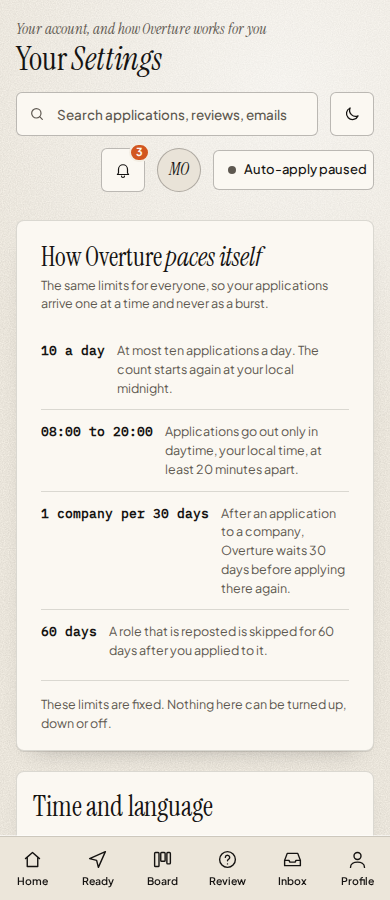 Your account, and how Overture works for you
Your Settings
Search applications, reviews, emails
3
MO
Auto-apply paused
How Overture paces itself
The same limits for everyone, so your applications
arrive one at a time and never as a burst.
10 a day
At most ten applications a day. The
count starts again at your local
midnight.
08:00 to 20:00
Applications go out only in
daytime, your local time, at
least 20 minutes apart.
1 company per 30 days
After an application
to a company,
Overture waits 30
days before applying
there again.
60 days
A role that is reposted is skipped for 60
days after you applied to it.
These limits are fixed. Nothing here can be turned up,
down or off.
Time and language
Home
Ready
Board
Review
Inbox
Profile